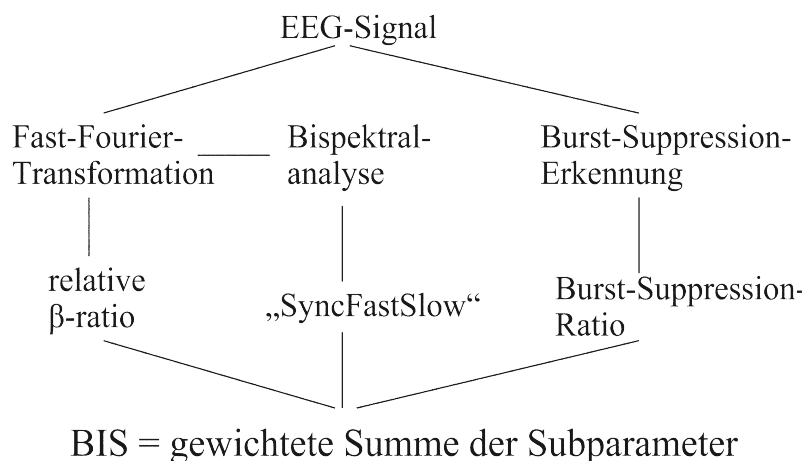 EEG-Signal
Fast-Fourier-
Transformation
Bispektral-
analyse
Burst-Suppression-
Erkennung
relative
β-ratio
„SyncFastSlow“
Burst-Suppression-
Ratio
BIS = gewichtete Summe der Subparameter